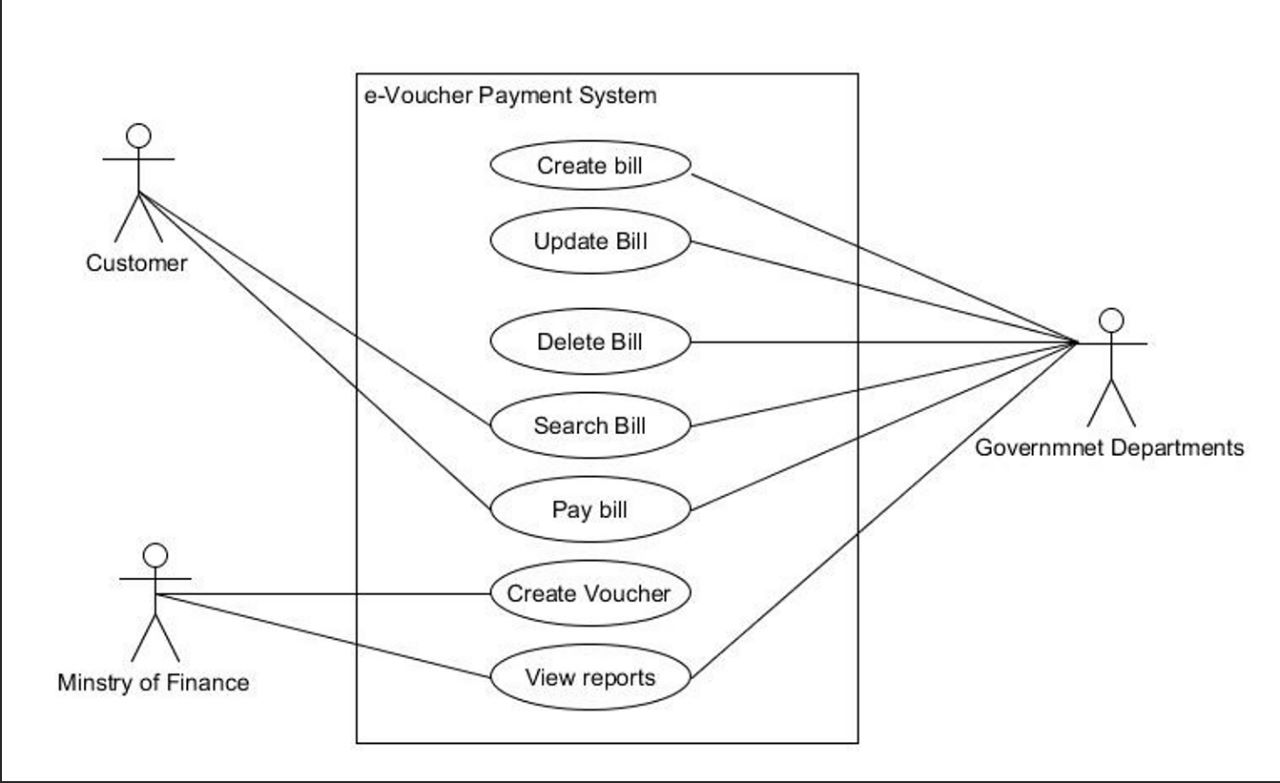 e-Voucher Payment System
Create bill
Update Bill
Customer
Delete Bill
Search Bill
Governmnet Departments
Pay bill
Create Voucher
Minstry of Finance
View reports